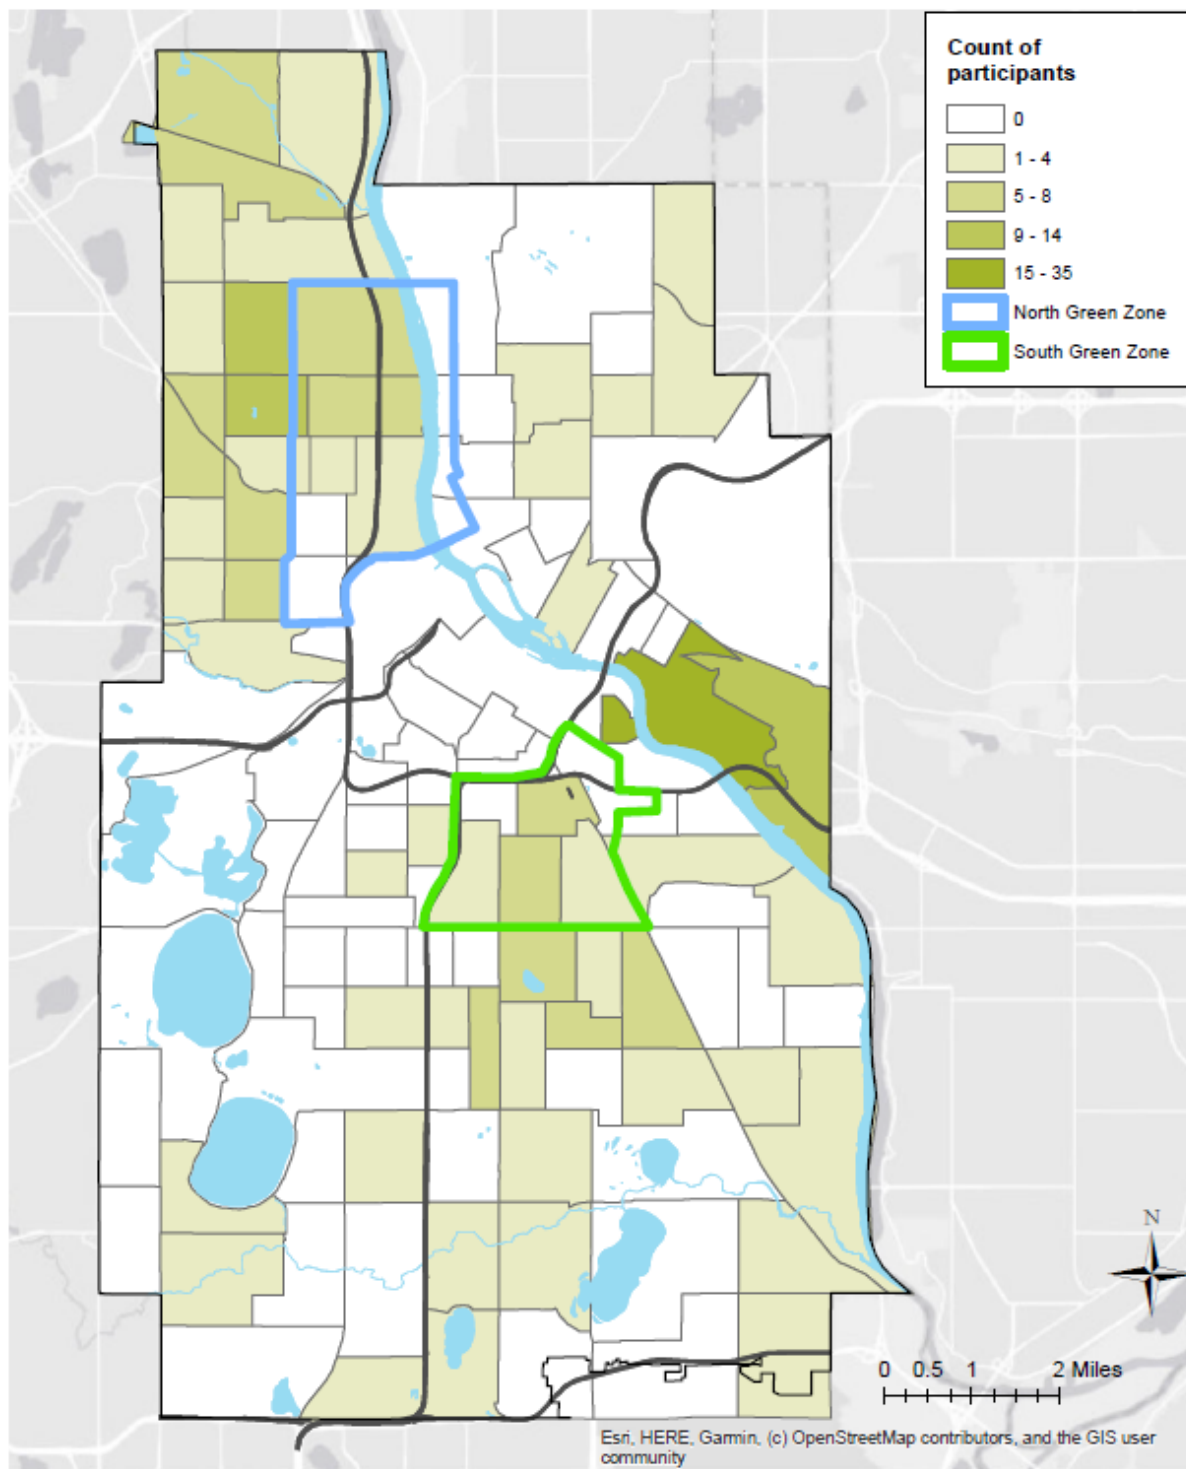 Count of
participants
0
1 - 4
5 - 8
9 - 14
15 - 35
North Green Zone
South Green Zone
N
0 0.5 1 2 Miles
Esri, HERE, Garmin, (c) OpenStreetMap contributors, and the GIS user
community